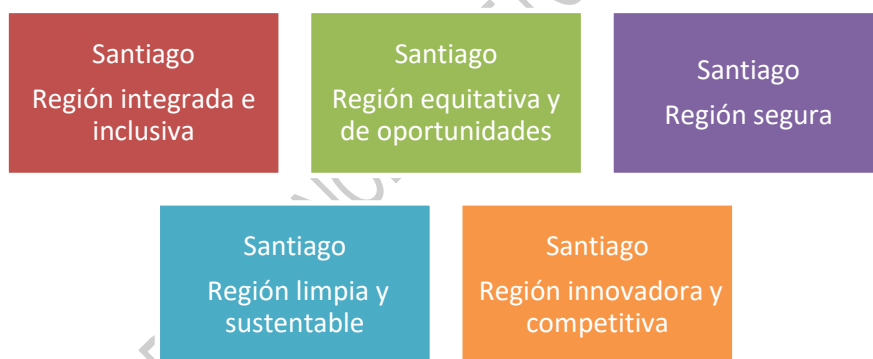 Santiago
Región integrada e
inclusiva
Santiago
Región equitativa y
de oportunidades
Santiago
Región segura
Santiago
Región limpia y
sustentable
Santiago
Región innovadora y
competitiva